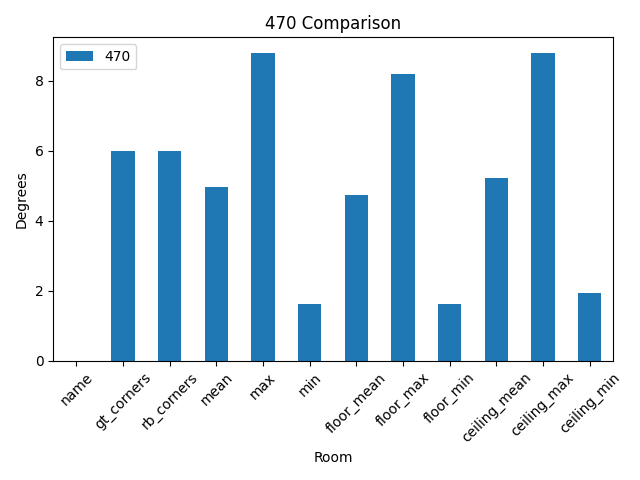 470 Comparison
470
Degrees
8
6
4
2
0
name
gt_corners
rb_corners
mean
max
min
floor_mean
floor_max
floor_min
ceiling_mean
ceiling_max
ceiling_min
Room